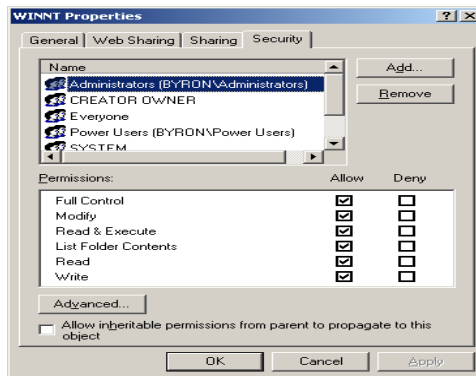 WINNT Properties
General Web Sharing Sharing Security
Name Add...
Administrators (BYRON\Administrators)
CREATOR OWNER Remove
Everyone
Power Users (BYRON\Power Users)
SYSTEM
Permissions: Allow Deny
Full Control
Modify
Read & Execute
List Folder Contents
Read
Write
Advanced...
Allow inheritable permissions from parent to propagate to this
object
OK Cancel Apply